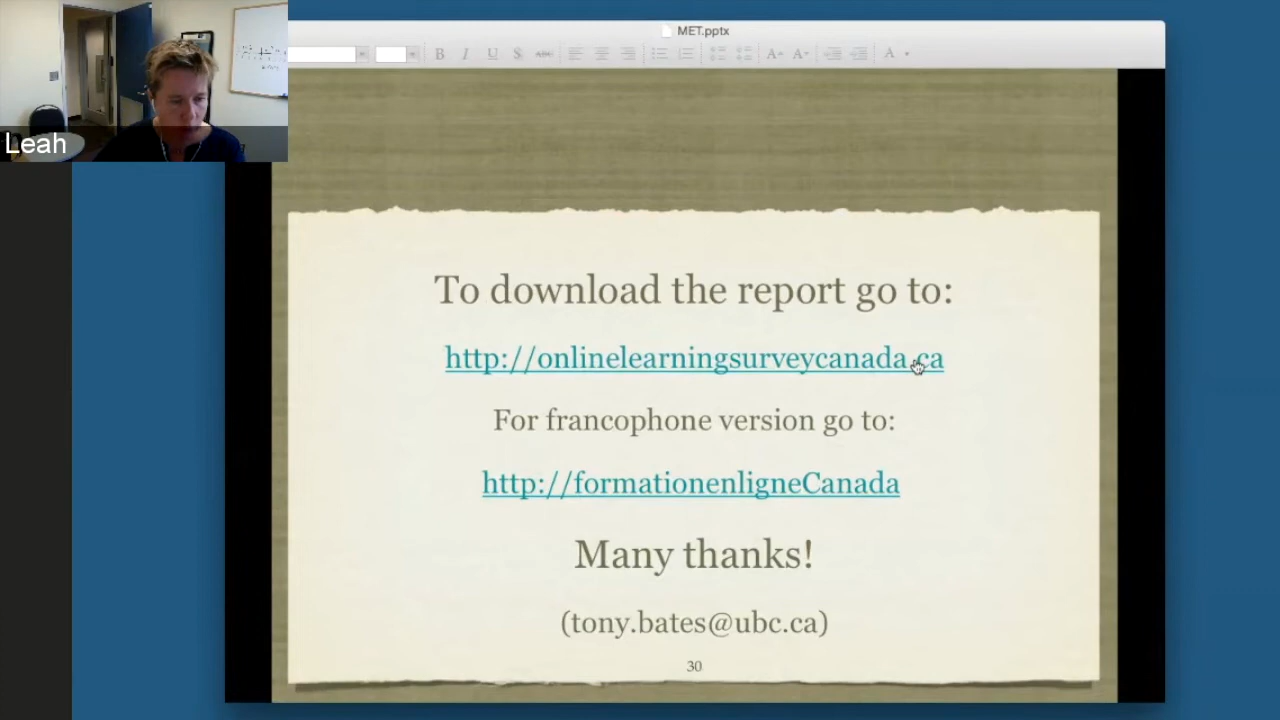 MET.pptx
B I U S ABC
A A
A
Leah
To download the report go to:
http://onlinelearningsurveycanada.ca
For francophone version go to:
http://formationenligneCanada
Many thanks!
(tony.bates@ubc.ca)
30